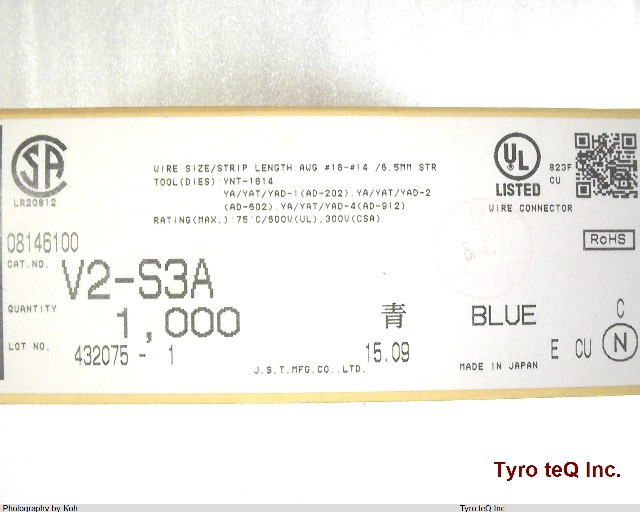 WIRE SIZE/STRIP LENGTH AWG #16-#14 /6.5MM STR
TOOL(DIES):YNT-1614
YA/YAT/YAD-1(AD-202).YA/YAT/YAD-2
(AD-602).YA/YAT/YAD-4(AD-912)
RATING(MAX.):75°C/600V(UL).300V(CSA)
SA
LR20812
UL
LISTED
823F
CU
WIRE CONNECTOR
RoHS
08146100
CAT.NO. V2-S3A
QUANTITY 1,000
LOT NO. 432075 - 1
青 BLUE
15.09
C
E CU N
J.S.T.MFG.CO.,LTD.
MADE IN JAPAN
Tyro teQ Inc.
Photography by Koh
Tyro teQ Inc